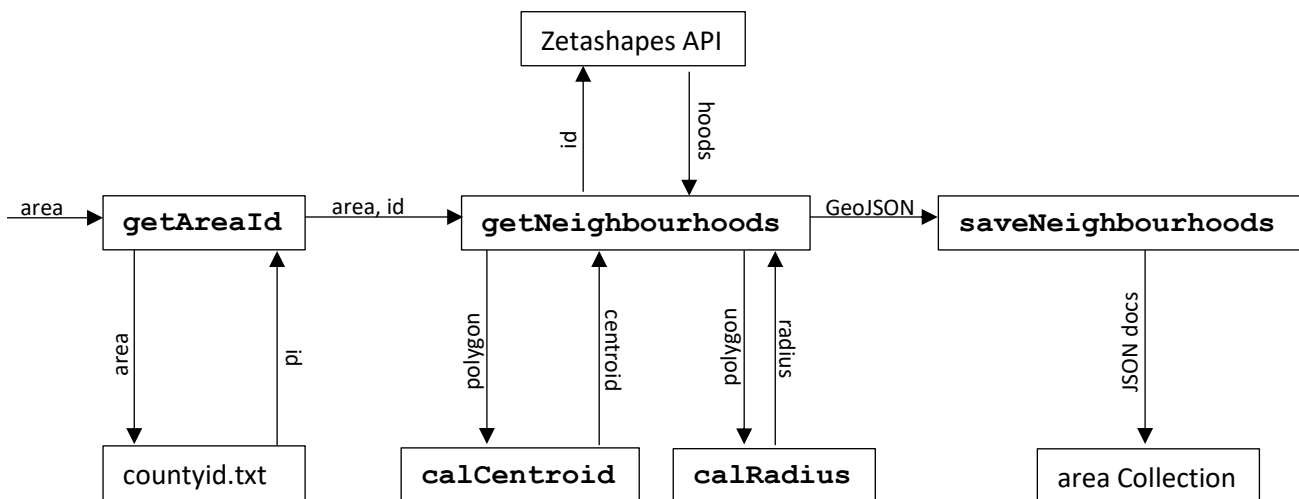 Zetashapes API
id
hoods
area
getAreaId
area, id
getNeighbourhoods
GeoJSON
saveNeighbourhoods
area
id
polygon
centroid
polygon
radius
JSON docs
countyid.txt
calCentroid
calRadius
area Collection